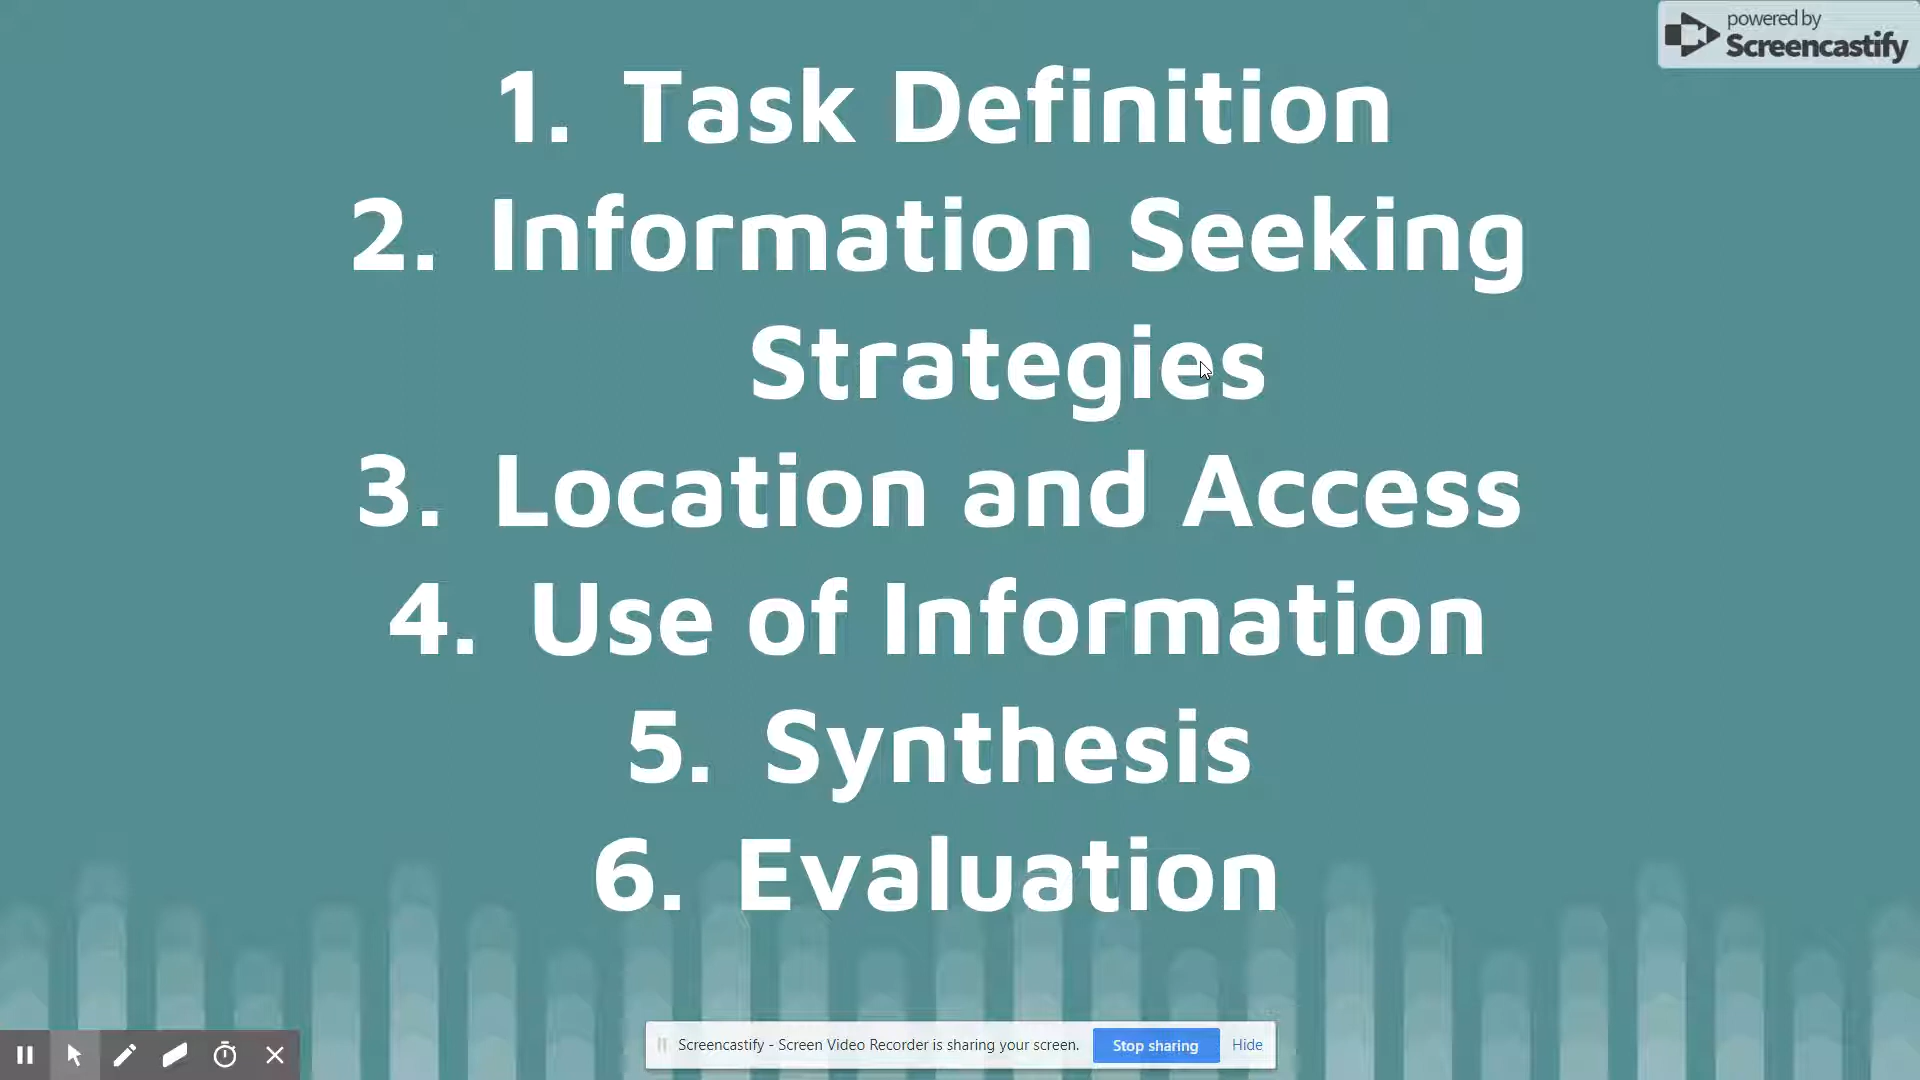 powered by
Screencastify
1. Task Definition
2. Information Seeking
Strategies
3. Location and Access
4. Use of Information
5. Synthesis
6. Evaluation
Screencastify - Screen Video Recorder is sharing your screen. Stop sharing Hide